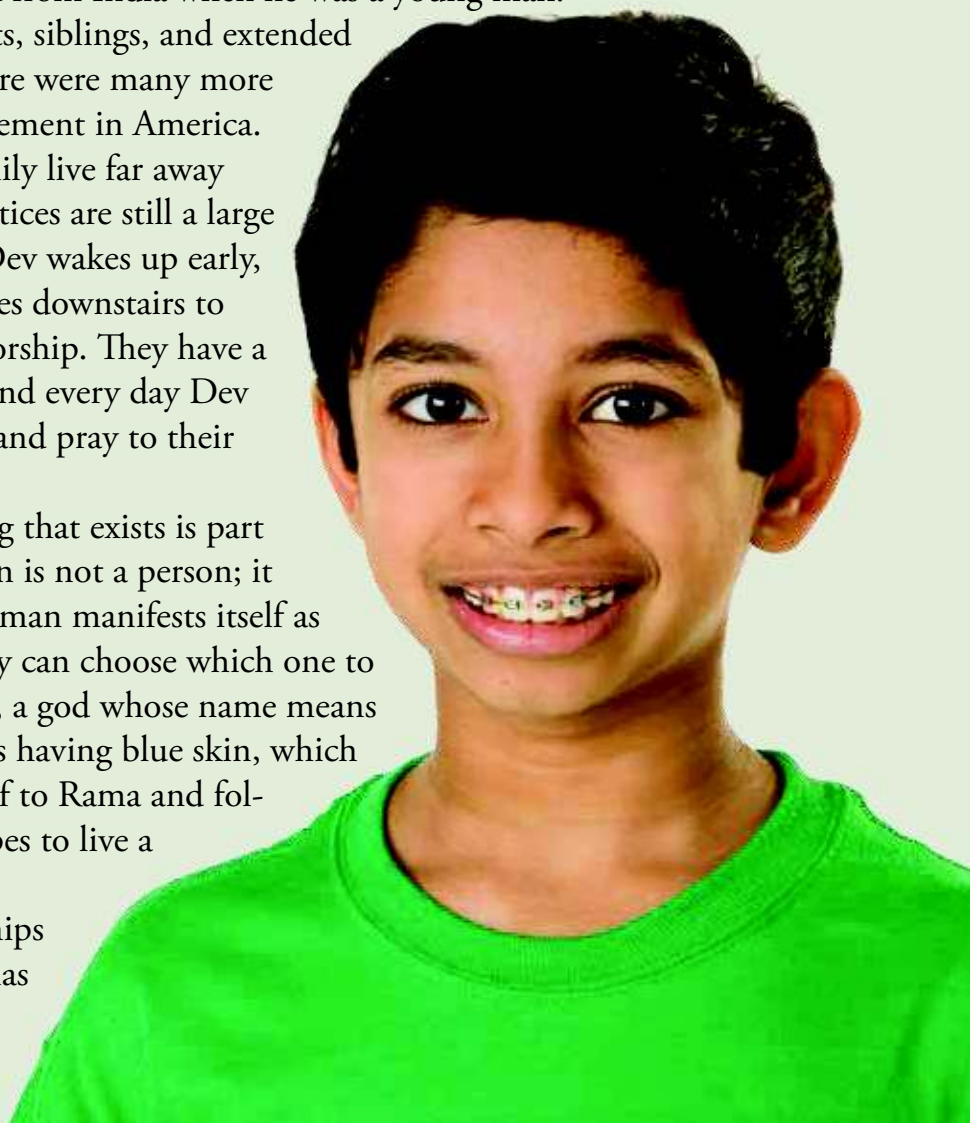 from India when he was a young man.
ts, siblings, and extended
re were many more
ement in America.
ily live far away
tices are still a large
Dev wakes up early,
es downstairs to
orship. They have a
nd every day Dev
and pray to their
g that exists is part
n is not a person; it
man manifests itself as
y can choose which one to
, a god whose name means
s having blue skin, which
f to Rama and fol-
oes to live a
hips
as